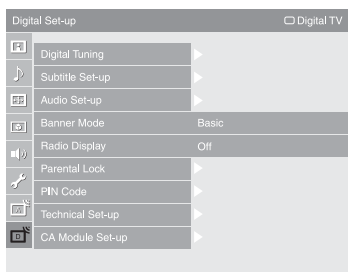 Digital Set-up Digital TV
Digital Tuning
Subtitle Set-up
Audio Set-up
Banner Mode Basic
Radio Display Off
Parental Lock
PIN Code
Technical Set-up
CA Module Set-up